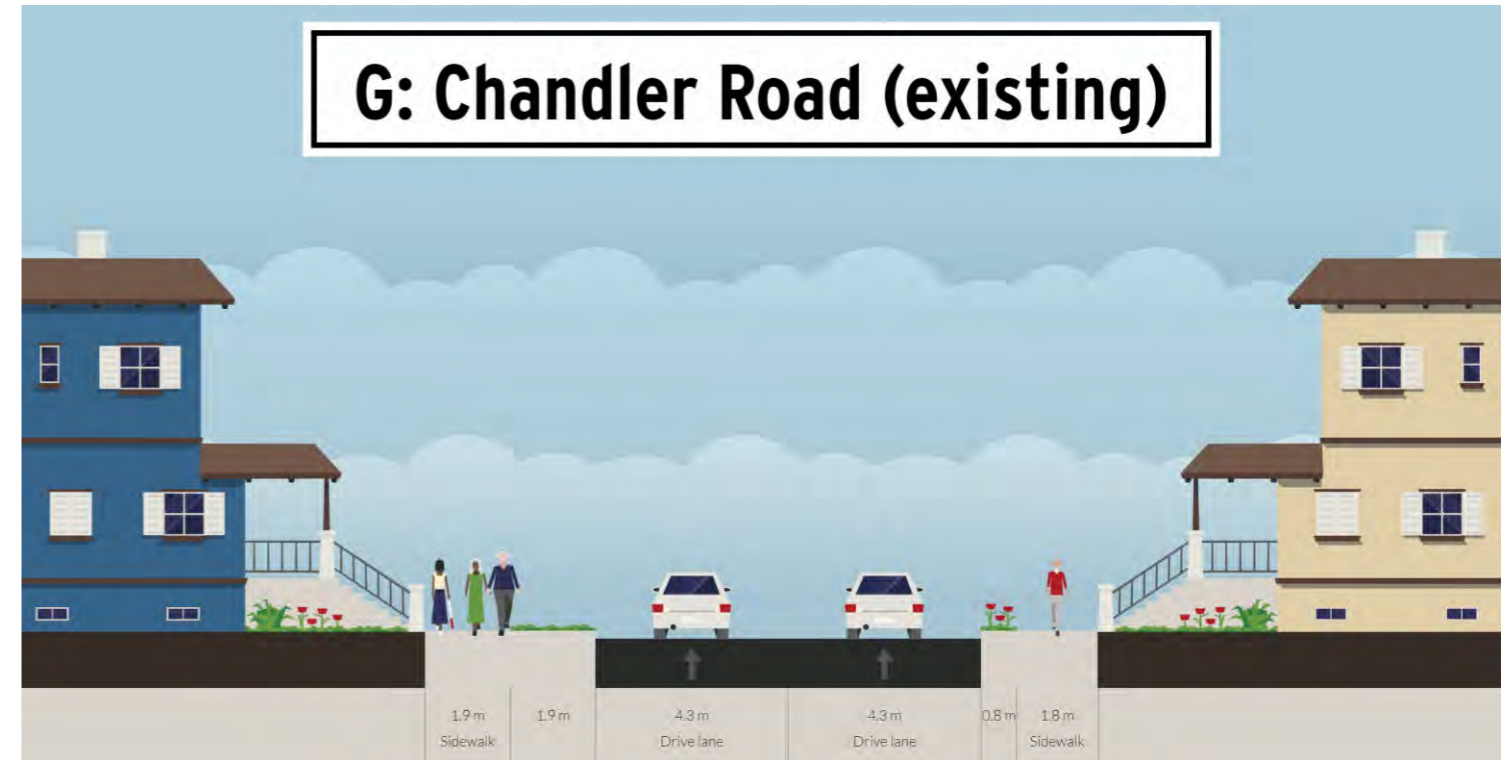 G: Chandler Road (existing)
1.9 m
Sidewalk
1.9 m
4.3 m
Drive lane
4.3 m
Drive lane
0.8 m
1.8 m
Sidewalk